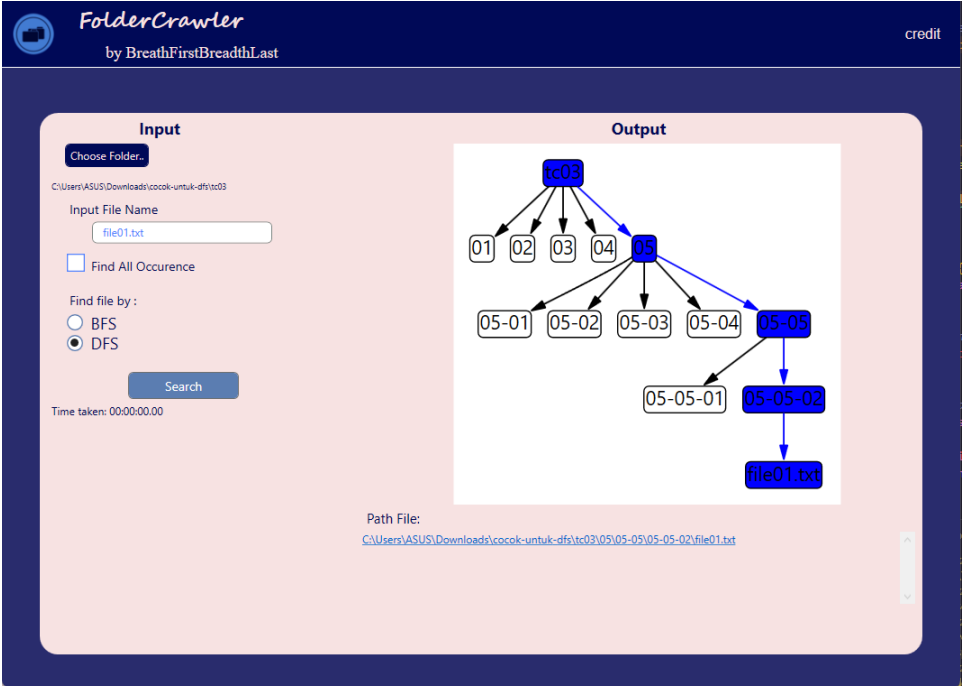 FolderCrawler
by BreathFirstBreadthLast
credit
Input
Choose Folder..
C:\Users\ASUS\Downloads\cocok-untuk-dfs\tc03
Input File Name
file01.txt
Find All Occurence
Find file by :
BFS
DFS
Search
Time taken: 00:00:00.00
Output
tc03
01 02 03 04 05
05-01 05-02 05-03 05-04 05-05
05-05-01 05-05-02
file01.txt
Path File:
C:\Users\ASUS\Downloads\cocok-untuk-dfs\tc03\05\05-05\05-05-02\file01.txt